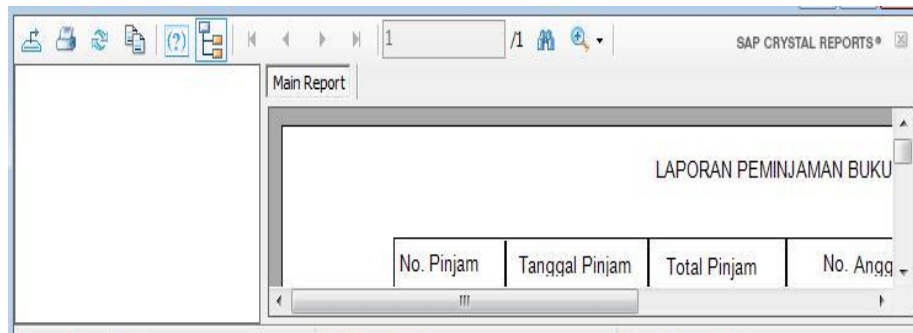 (?) 1 /1 SAP CRYSTAL REPORTS®
Main Report
LAPORAN PEMINJAMAN BUKU
No. Pinjam Tanggal Pinjam Total Pinjam No. Angg